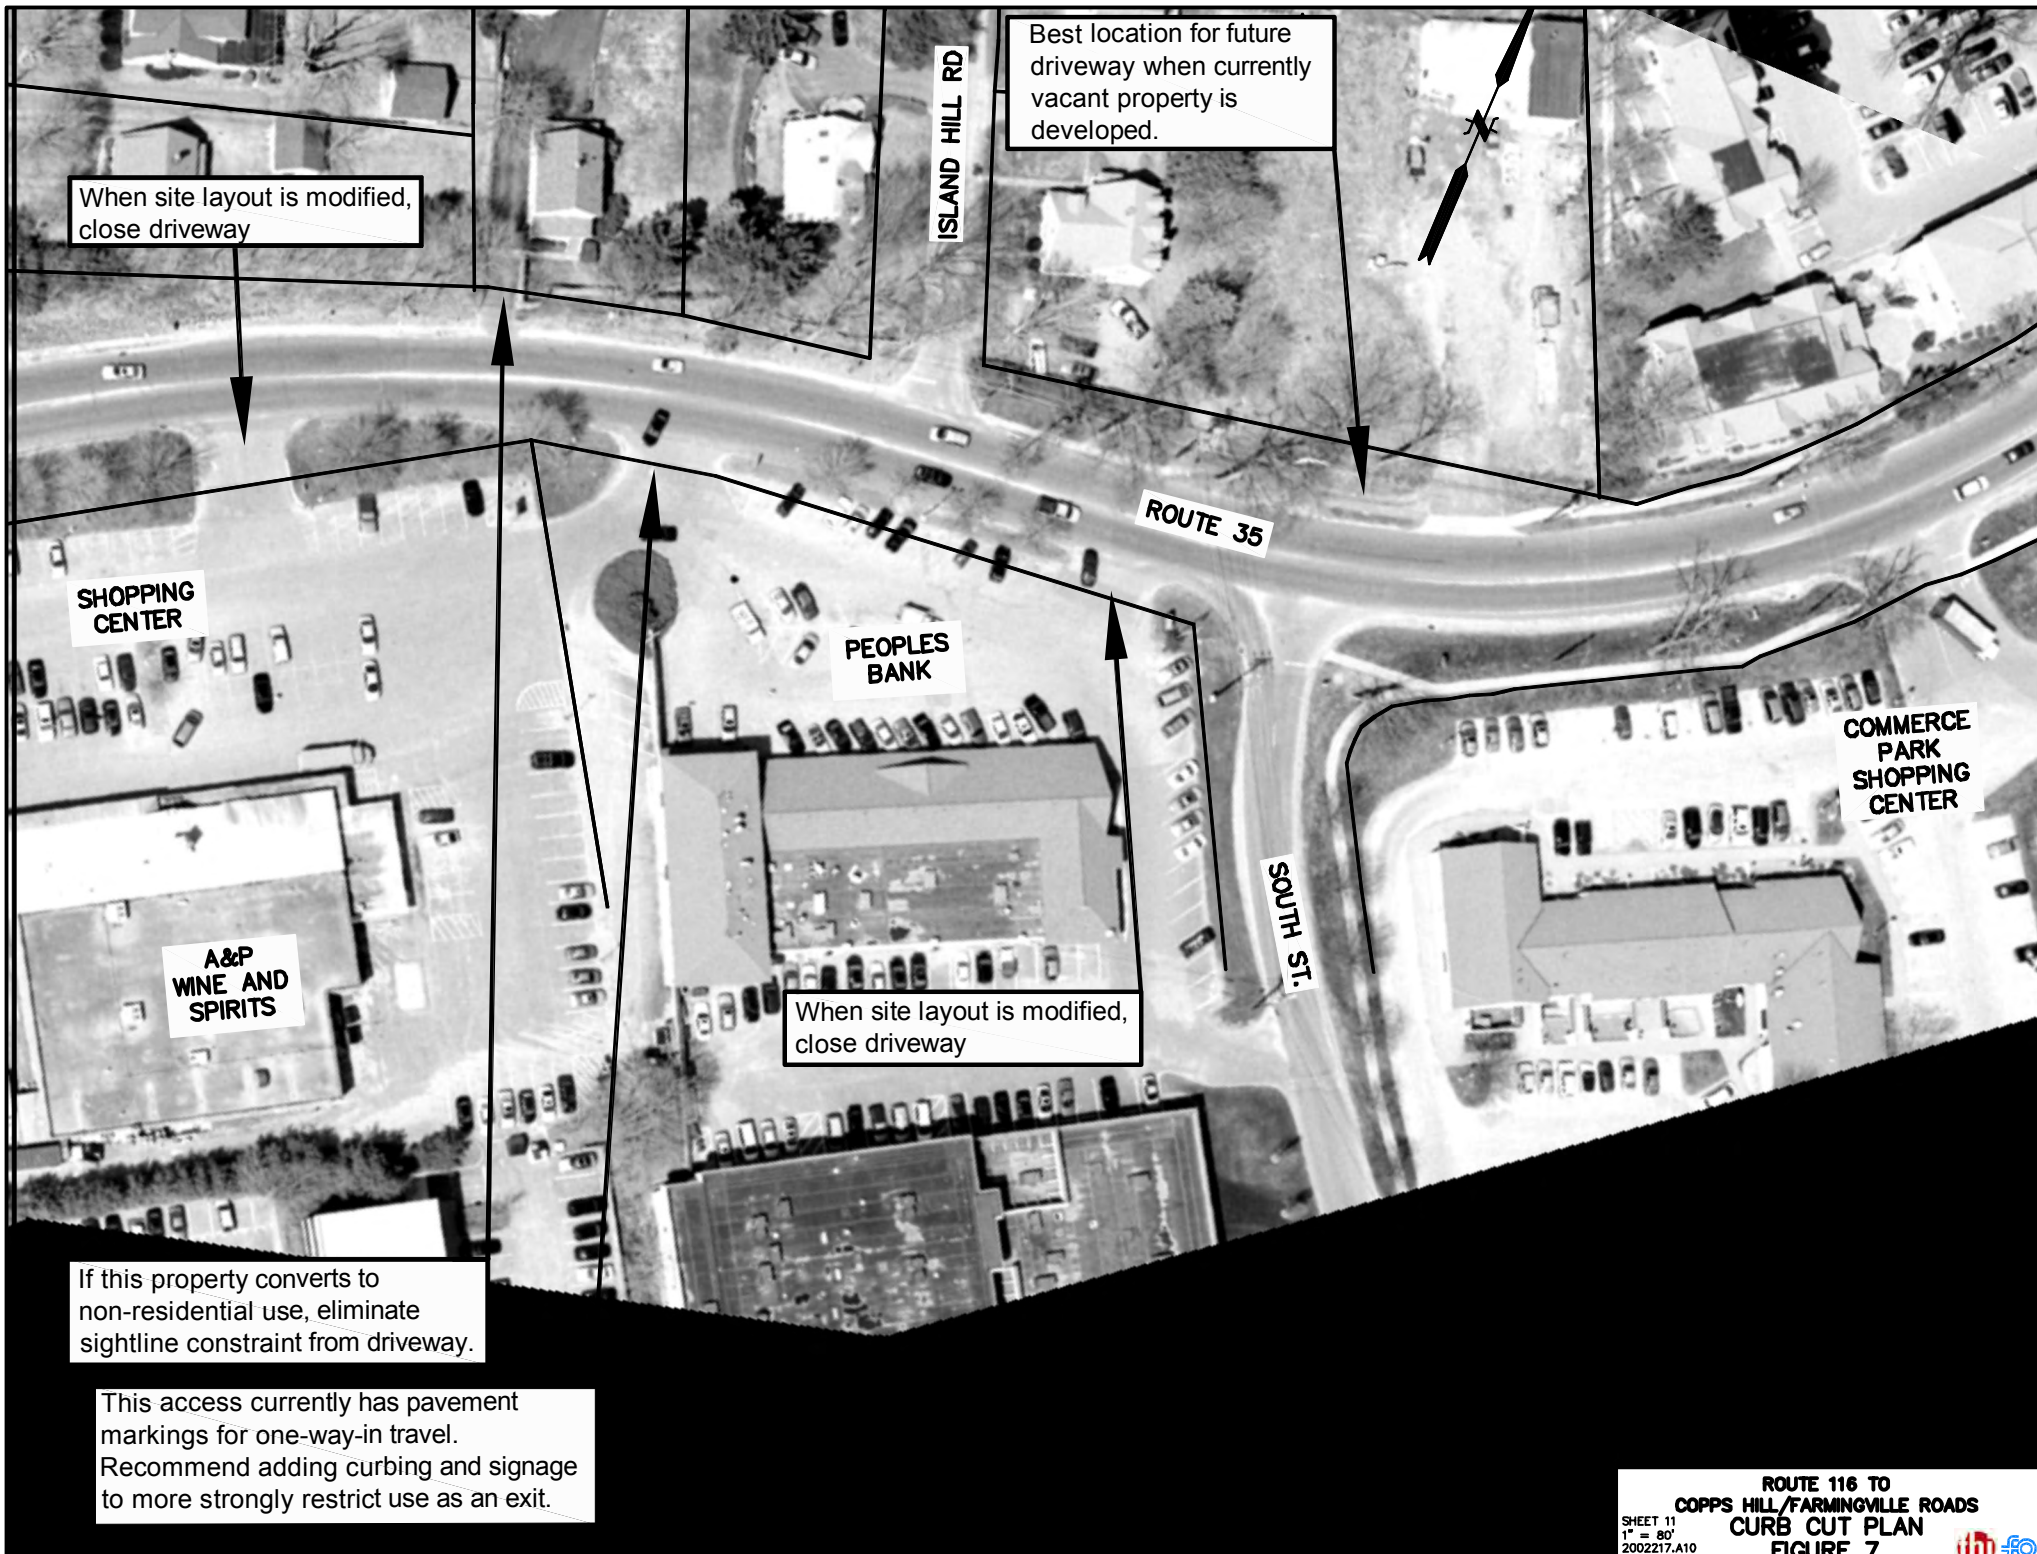 Best location for future
driveway when currently
vacant property is
developed.
ISLAND HILL RD
When site layout is modified,
close driveway
ROUTE 35
SHOPPING
CENTER
PEOPLES
BANK
COMMERCE
PARK
SHOPPING
CENTER
SOUTH ST.
A&P
WINE AND
SPIRITS
When site layout is modified,
close driveway
If this property converts to
non-residential use, eliminate
sightline constraint from driveway.
This access currently has pavement
markings for one-way-in travel.
Recommend adding curbing and signage
to more strongly restrict use as an exit.
ROUTE 116 TO
COPPS HILL/FARMINGVILLE ROADS
CURB CUT PLAN
FIGURE 7
SHEET 11
1" = 80'
2002217.A10
N